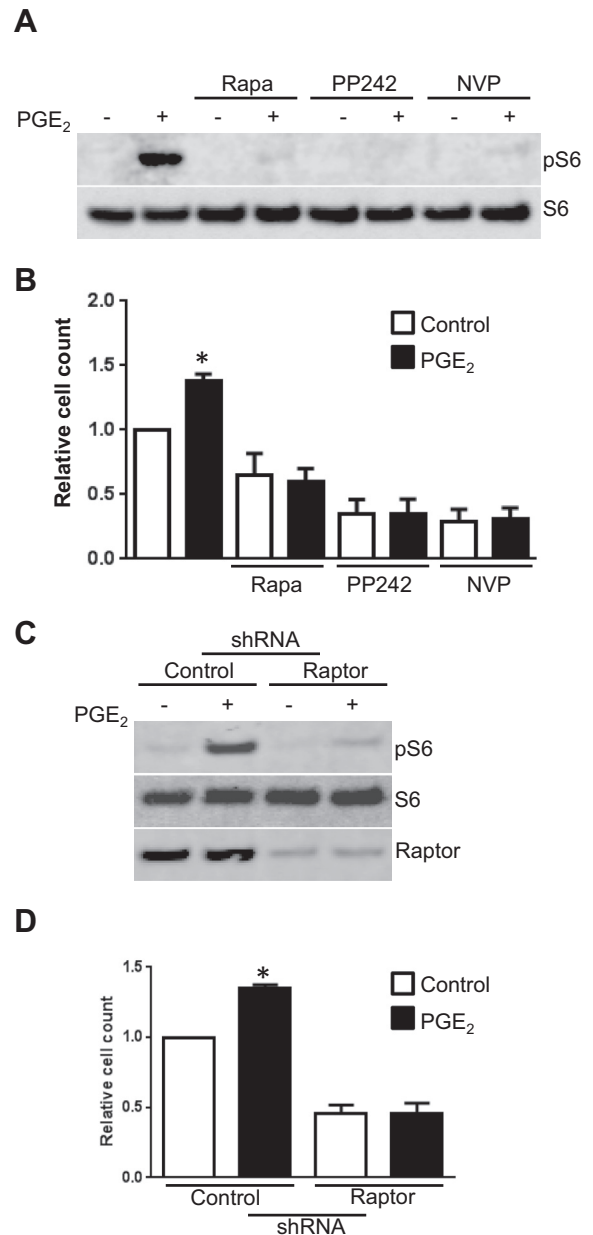 A
Rapa PP242 NVP
PGE2 - + - + - + - +
pS6
S6
B
2.0
1.5
1.0
0.5
0.0
Relative cell count
*
Control
PGE2
Rapa PP242 NVP
C
shRNA
Control Raptor
PGE2 - + - +
pS6
S6
Raptor
D
1.5
1.0
0.5
0.0
Relative cell count
*
Control
PGE2
Control Raptor
shRNA